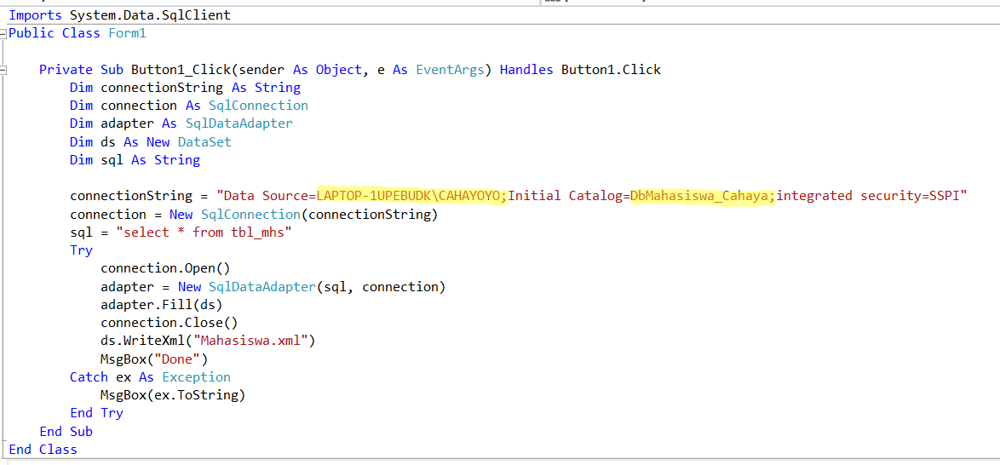 Imports System.Data.SqlClient
Public Class Form1
Private Sub Button1_Click(sender As Object, e As EventArgs) Handles Button1.Click
Dim connectionString As String
Dim connection As SqlConnection
Dim adapter As SqlDataAdapter
Dim ds As New DataSet
Dim sql As String
connectionString = "Data Source=LAPTOP-1UPEBUDK\CAHAYOYO;Initial Catalog=DbMahasiswa_Cahaya;integrated security=SSPI"
connection = New SqlConnection(connectionString)
sql = "select * from tbl_mhs"
Try
connection.Open()
adapter = New SqlDataAdapter(sql, connection)
adapter.Fill(ds)
connection.Close()
ds.WriteXml("Mahasiswa.xml")
MsgBox("Done")
Catch ex As Exception
MsgBox(ex.ToString)
End Try
End Sub
End Class